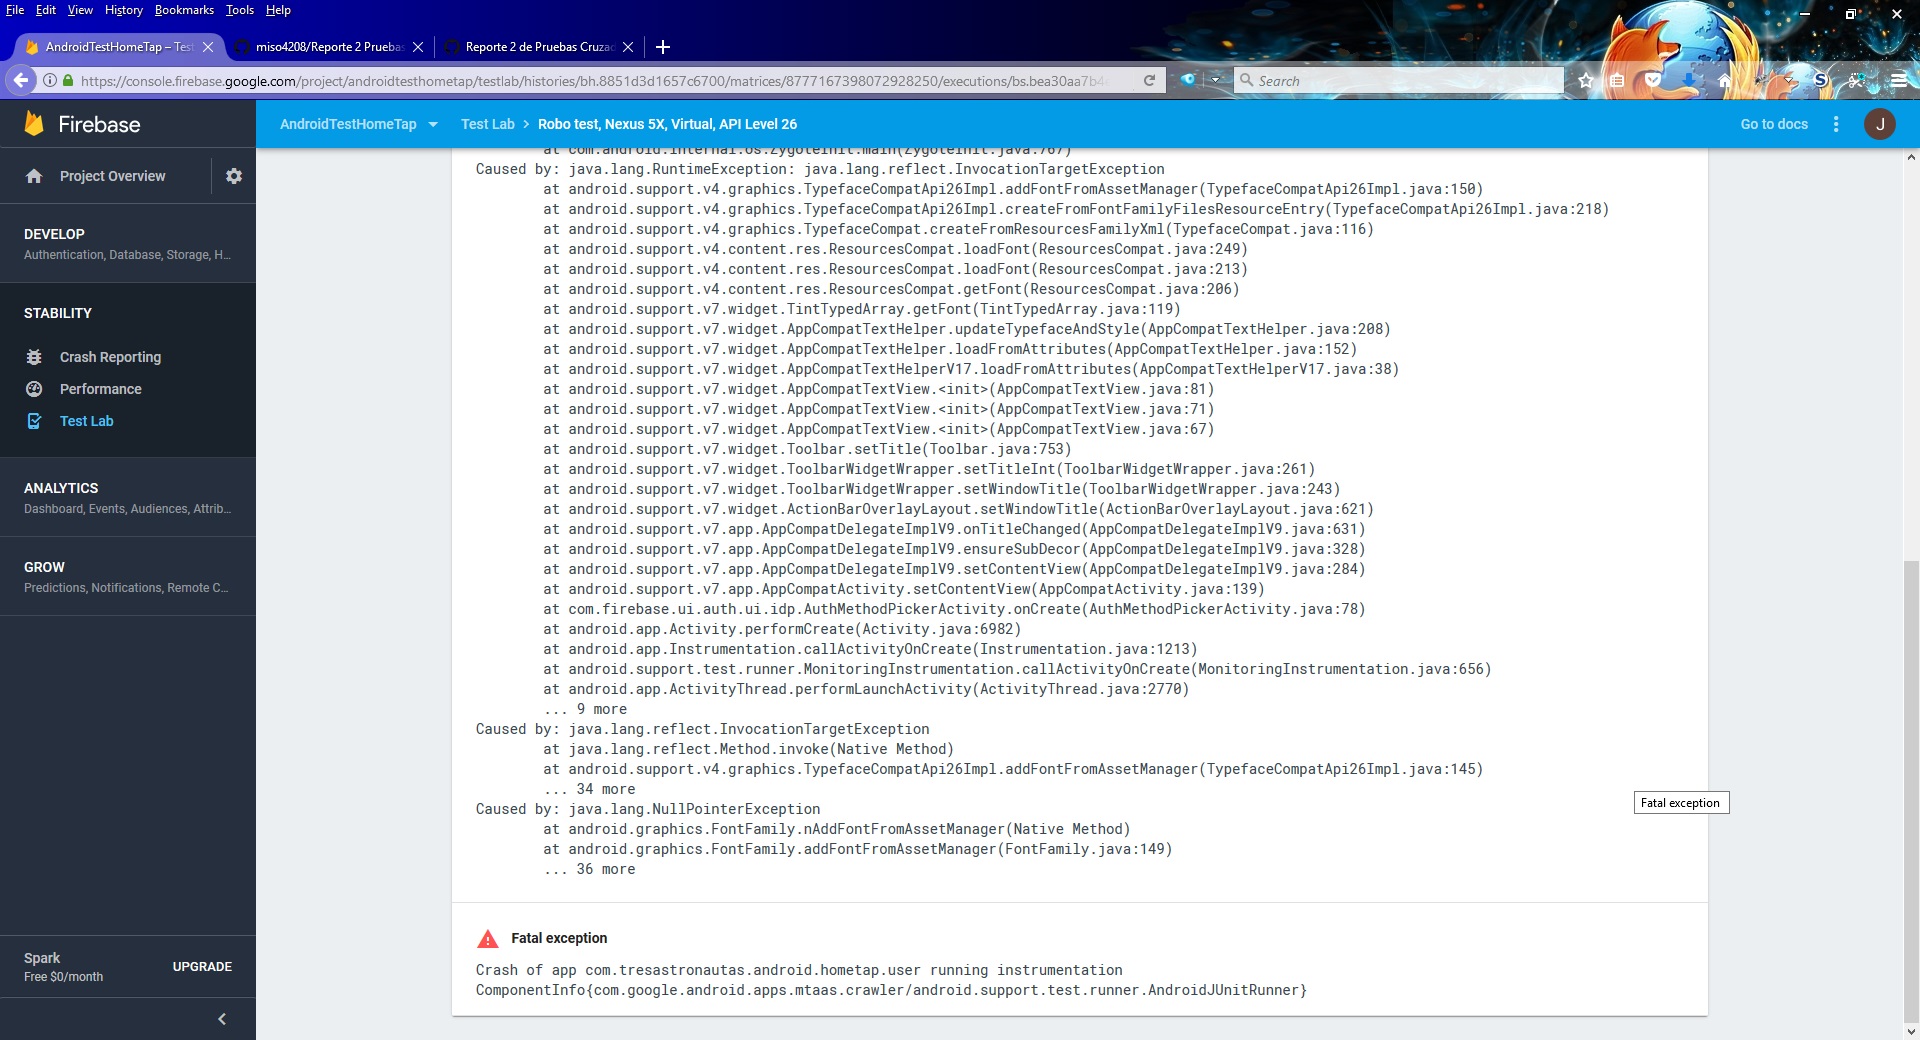 File Edit View History Bookmarks Tools Help
AndroidTestHomeTap – Test
miso4208/Reporte 2 Pruebas
Reporte 2 de Pruebas Cruzad
https://console.firebase.google.com/project/androidtesthometap/testlab/histories/bh.8851d3d1657c6700/matrices/8777167398072928250/executions/bs.bea30aa7b4
Search
Firebase
AndroidTestHomeTap
Test Lab > Robo test, Nexus 5X, Virtual, API Level 26
Go to docs
J
Project Overview
DEVELOP
Authentication, Database, Storage, H...
STABILITY
Crash Reporting
Performance
Test Lab
ANALYTICS
Dashboard, Events, Audiences, Attrib...
GROW
Predictions, Notifications, Remote C...
Spark
Free $0/month
UPGRADE
at com.android.internal.os.ZygoteInit.main(ZygoteInit.java:767)
Caused by: java.lang.RuntimeException: java.lang.reflect.InvocationTargetException
at android.support.v4.graphics.TypefaceCompatApi26Impl.addFontFromAssetManager(TypefaceCompatApi26Impl.java:150)
at android.support.v4.graphics.TypefaceCompatApi26Impl.createFromFontFamilyFilesResourceEntry(TypefaceCompatApi26Impl.java:218)
at android.support.v4.graphics.TypefaceCompat.createFromResourcesFamilyXml(TypefaceCompat.java:116)
at android.support.v4.content.res.ResourcesCompat.loadFont(ResourcesCompat.java:249)
at android.support.v4.content.res.ResourcesCompat.loadFont(ResourcesCompat.java:213)
at android.support.v4.content.res.ResourcesCompat.getFont(ResourcesCompat.java:206)
at android.support.v7.widget.TintTypedArray.getFont(TintTypedArray.java:119)
at android.support.v7.widget.AppCompatTextHelper.updateTypefaceAndStyle(AppCompatTextHelper.java:208)
at android.support.v7.widget.AppCompatTextHelper.loadFromAttributes(AppCompatTextHelper.java:152)
at android.support.v7.widget.AppCompatTextHelperV17.loadFromAttributes(AppCompatTextHelperV17.java:38)
at android.support.v7.widget.AppCompatTextView.<init>(AppCompatTextView.java:81)
at android.support.v7.widget.AppCompatTextView.<init>(AppCompatTextView.java:71)
at android.support.v7.widget.AppCompatTextView.<init>(AppCompatTextView.java:67)
at android.support.v7.widget.Toolbar.setTitle(Toolbar.java:753)
at android.support.v7.widget.ToolbarWidgetWrapper.setTitleInt(ToolbarWidgetWrapper.java:261)
at android.support.v7.widget.ToolbarWidgetWrapper.setWindowTitle(ToolbarWidgetWrapper.java:243)
at android.support.v7.widget.ActionBarOverlayLayout.setWindowTitle(ActionBarOverlayLayout.java:621)
at android.support.v7.app.AppCompatDelegateImplV9.onTitleChanged(AppCompatDelegateImplV9.java:631)
at android.support.v7.app.AppCompatDelegateImplV9.ensureSubDecor(AppCompatDelegateImplV9.java:328)
at android.support.v7.app.AppCompatDelegateImplV9.setContentView(AppCompatDelegateImplV9.java:284)
at android.support.v7.app.AppCompatActivity.setContentView(AppCompatActivity.java:139)
at com.firebase.ui.auth.ui.idp.AuthMethodPickerActivity.onCreate(AuthMethodPickerActivity.java:78)
at android.app.Activity.performCreate(Activity.java:6982)
at android.app.Instrumentation.callActivityOnCreate(Instrumentation.java:1213)
at android.support.test.runner.MonitoringInstrumentation.callActivityOnCreate(MonitoringInstrumentation.java:656)
at android.app.ActivityThread.performLaunchActivity(ActivityThread.java:2770)
... 9 more
Caused by: java.lang.reflect.InvocationTargetException
at java.lang.reflect.Method.invoke(Native Method)
at android.support.v4.graphics.TypefaceCompatApi26Impl.addFontFromAssetManager(TypefaceCompatApi26Impl.java:145)
... 34 more
Caused by: java.lang.NullPointerException
at android.graphics.FontFamily.nAddFontFromAssetManager(Native Method)
at android.graphics.FontFamily.addFontFromAssetManager(FontFamily.java:149)
... 36 more
Fatal exception
Fatal exception
Crash of app com.tresastronautas.android.hometap.user running instrumentation
ComponentInfo{com.google.android.apps.mtaas.crawler/android.support.test.runner.AndroidJUnitRunner}